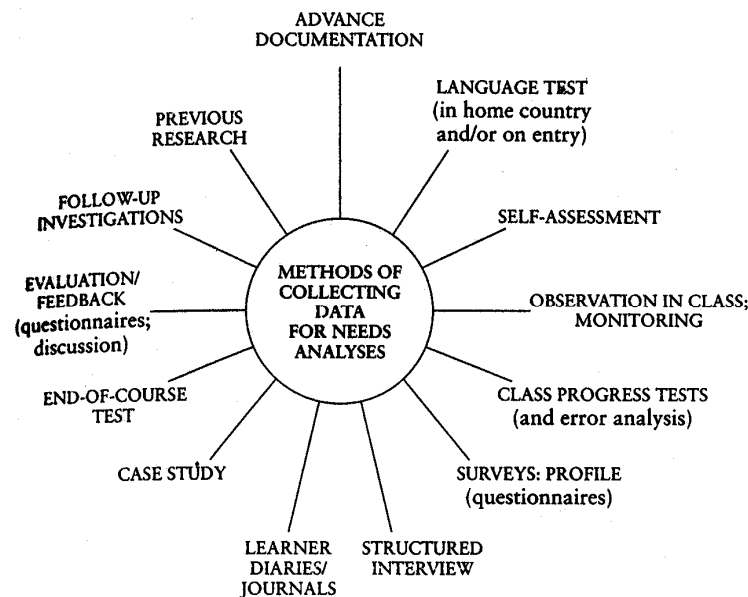 ADVANCE
DOCUMENTATION
LANGUAGE TEST
(in home country
and/or on entry)
SELF-ASSESSMENT
OBSERVATION IN CLASS;
MONITORING
CLASS PROGRESS TESTS
(and error analysis)
SURVEYS: PROFILE
(questionnaires)
STRUCTURED
INTERVIEW
LEARNER
DIARIES/
JOURNALS
CASE STUDY
END-OF-COURSE
TEST
EVALUATION/
FEEDBACK
(questionnaires;
discussion)
FOLLOW-UP
INVESTIGATIONS
PREVIOUS
RESEARCH
METHODS OF
COLLECTING
DATA
FOR NEEDS
ANALYSES